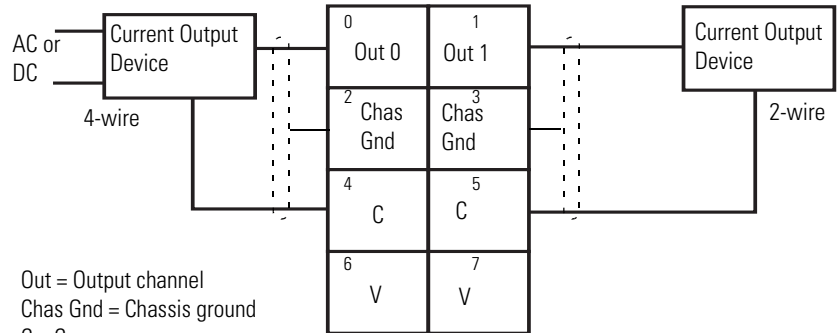 AC or
DC
Current Output
Device
4-wire
0
Out 0
1
Out 1
2
Chas
Gnd
3
Chas
Gnd
4
C
5
C
6
V
7
V
Current Output
Device
2-wire
Out = Output channel
Chas Gnd = Chassis ground